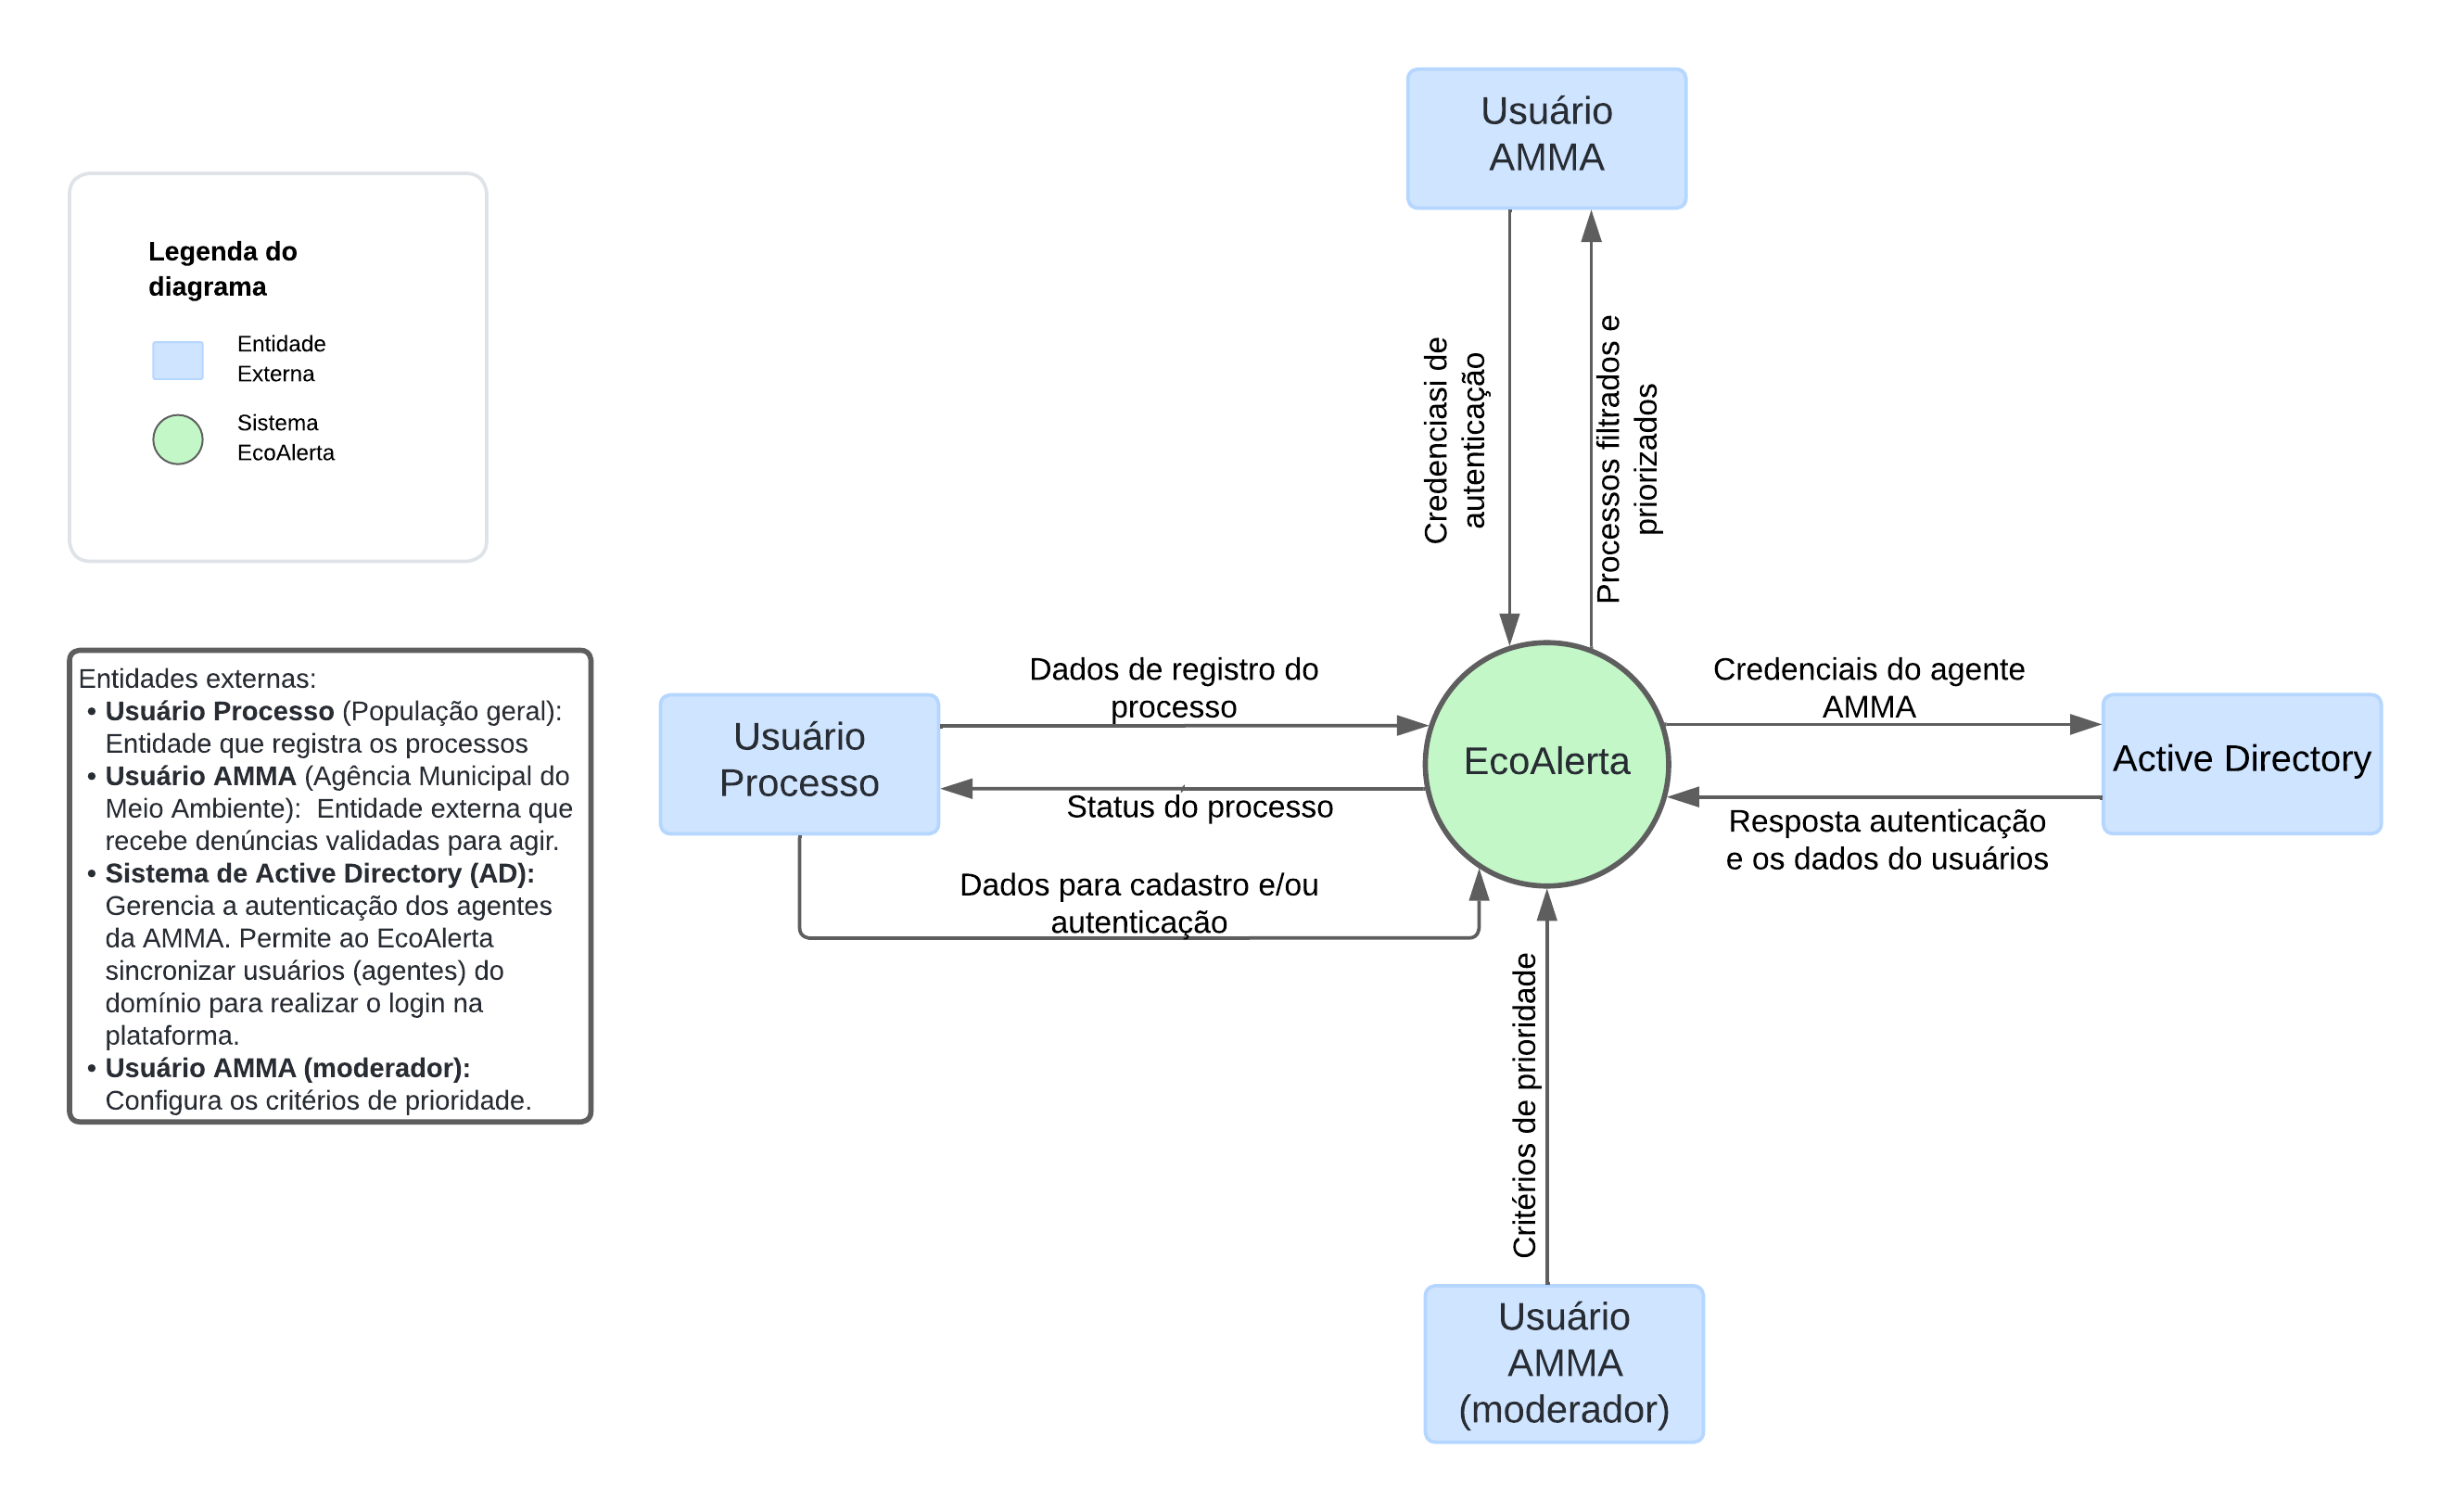 Usuário
AMMA
Legenda do
diagrama
Entidade
Externa
Sistema
EcoAlerta
Credenciasi de
autenticação
Processos filtrados e
priorizados
Entidades externas:
• Usuário Processo (População geral):
Entidade que registra os processos
• Usuário AMMA (Agência Municipal do
Meio Ambiente):  Entidade externa que
recebe denúncias validadas para agir.
• Sistema de Active Directory (AD):
Gerencia a autenticação dos agentes
da AMMA. Permite ao EcoAlerta
sincronizar usuários (agentes) do
domínio para realizar o login na
plataforma.
• Usuário AMMA (moderador):
Configura os critérios de prioridade.
Usuário
Processo
Dados de registro do
processo
Status do processo
Dados para cadastro e/ou
autenticação
EcoAlerta
Credenciais do agente
AMMA
Resposta autenticação
e os dados do usuários
Active Directory
Critérios de prioridade
Usuário
AMMA
(moderador)